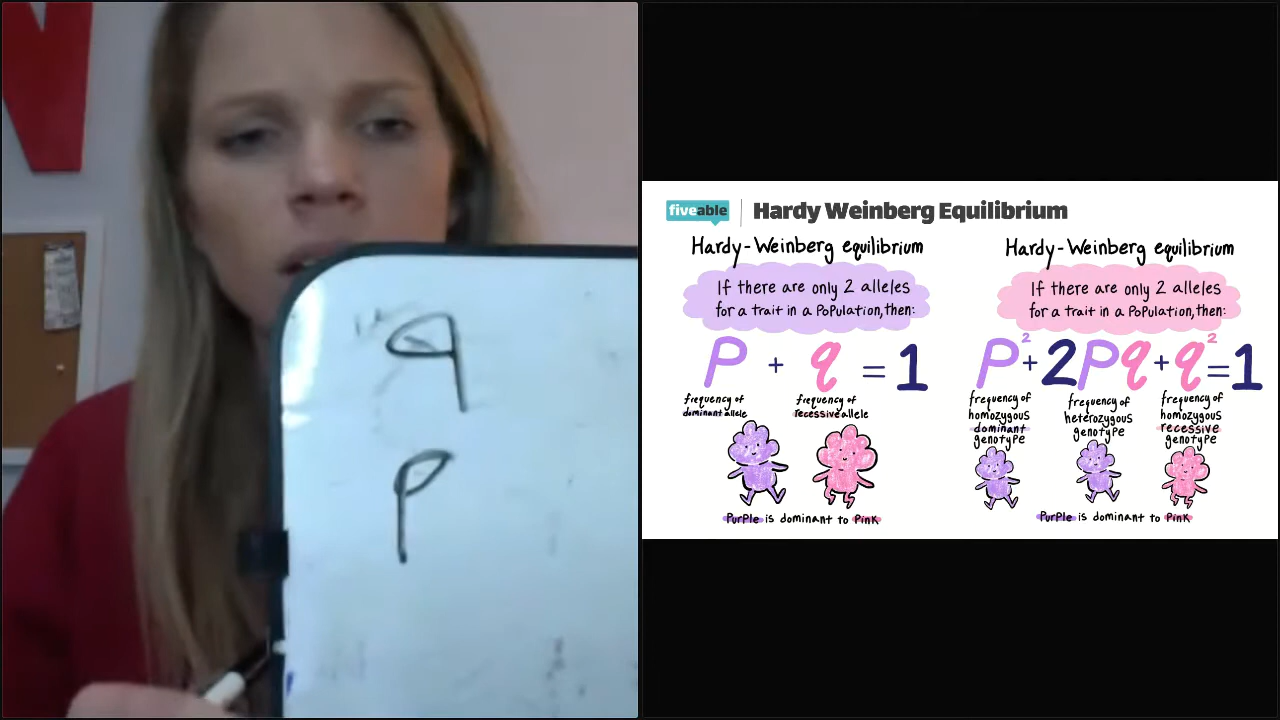 q
P
fiveable | Hardy Weinberg Equilibrium
Hardy-Weinberg equilibrium
If there are only 2 alleles
for a trait in a PoPulation, then:
P + q = 1
frequency of
dominant allele
frequency of
recessive allele
PurPle is dominant to Pink
Hardy-Weinberg equilibrium
If there are only 2 alleles
for a trait in a PoPulation, then:
P² + 2Pq + q² = 1
frequency of
homozygous
dominant
genotyPe
frequency of
heterozygous
genotyPe
frequency of
homozygous
recessive
genotyPe
PurPle is dominant to Pink